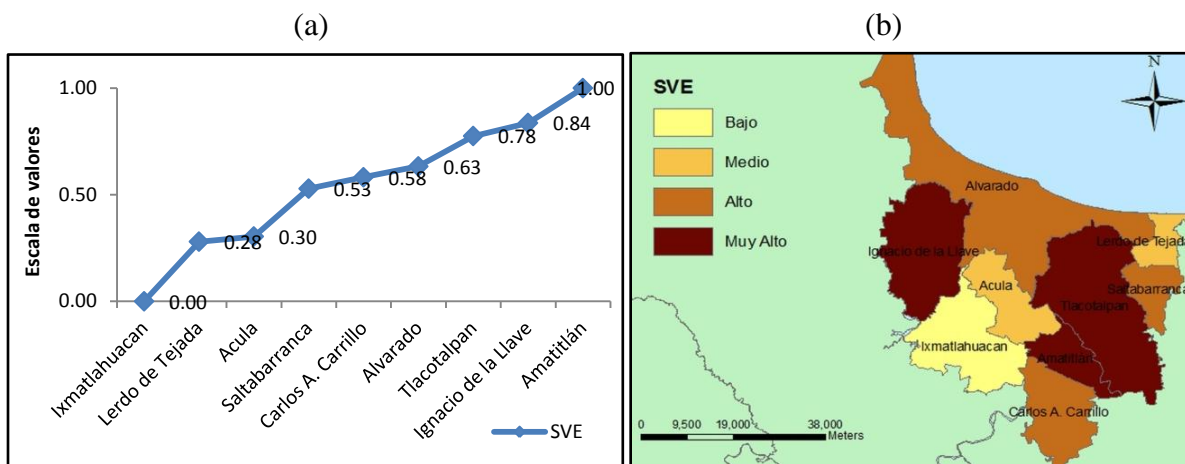 (a)
(b)
Escala de valores
1.00
0.50
0.00
0.00
0.28
0.30
0.53
0.58
0.63
0.78
0.84
1.00
Ixmatlahuacan
Lerdo de Tejada
Acula
Saltabarranca
Carlos A. Carrillo
Alvarado
Tlacotalpan
Ignacio de la Llave
Amatitlán
SVE
SVE
Bajo
Medio
Alto
Muy Alto
N
Alvarado
Ignacio de la Llave
Lerdo de Tejada
Acula
Saltabarranca
Tlacotalpan
Ixmatlahuacan
Amatitlán
Carlos A. Carrillo
0 9,500 19,000 38,000
Meters